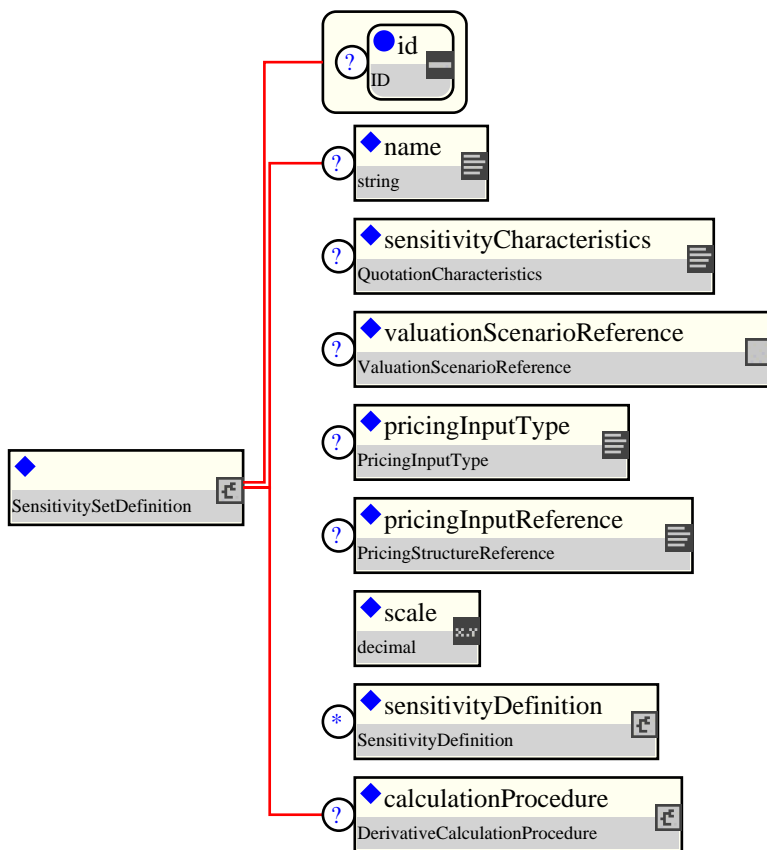 ? id
ID
? name
string
? sensitivityCharacteristics
QuotationCharacteristics
? valuationScenarioReference
ValuationScenarioReference
? pricingInputType
PricingInputType
SensitivitySetDefinition
? pricingInputReference
PricingStructureReference
scale
x.Y
decimal
* sensitivityDefinition
SensitivityDefinition
? calculationProcedure
DerivativeCalculationProcedure